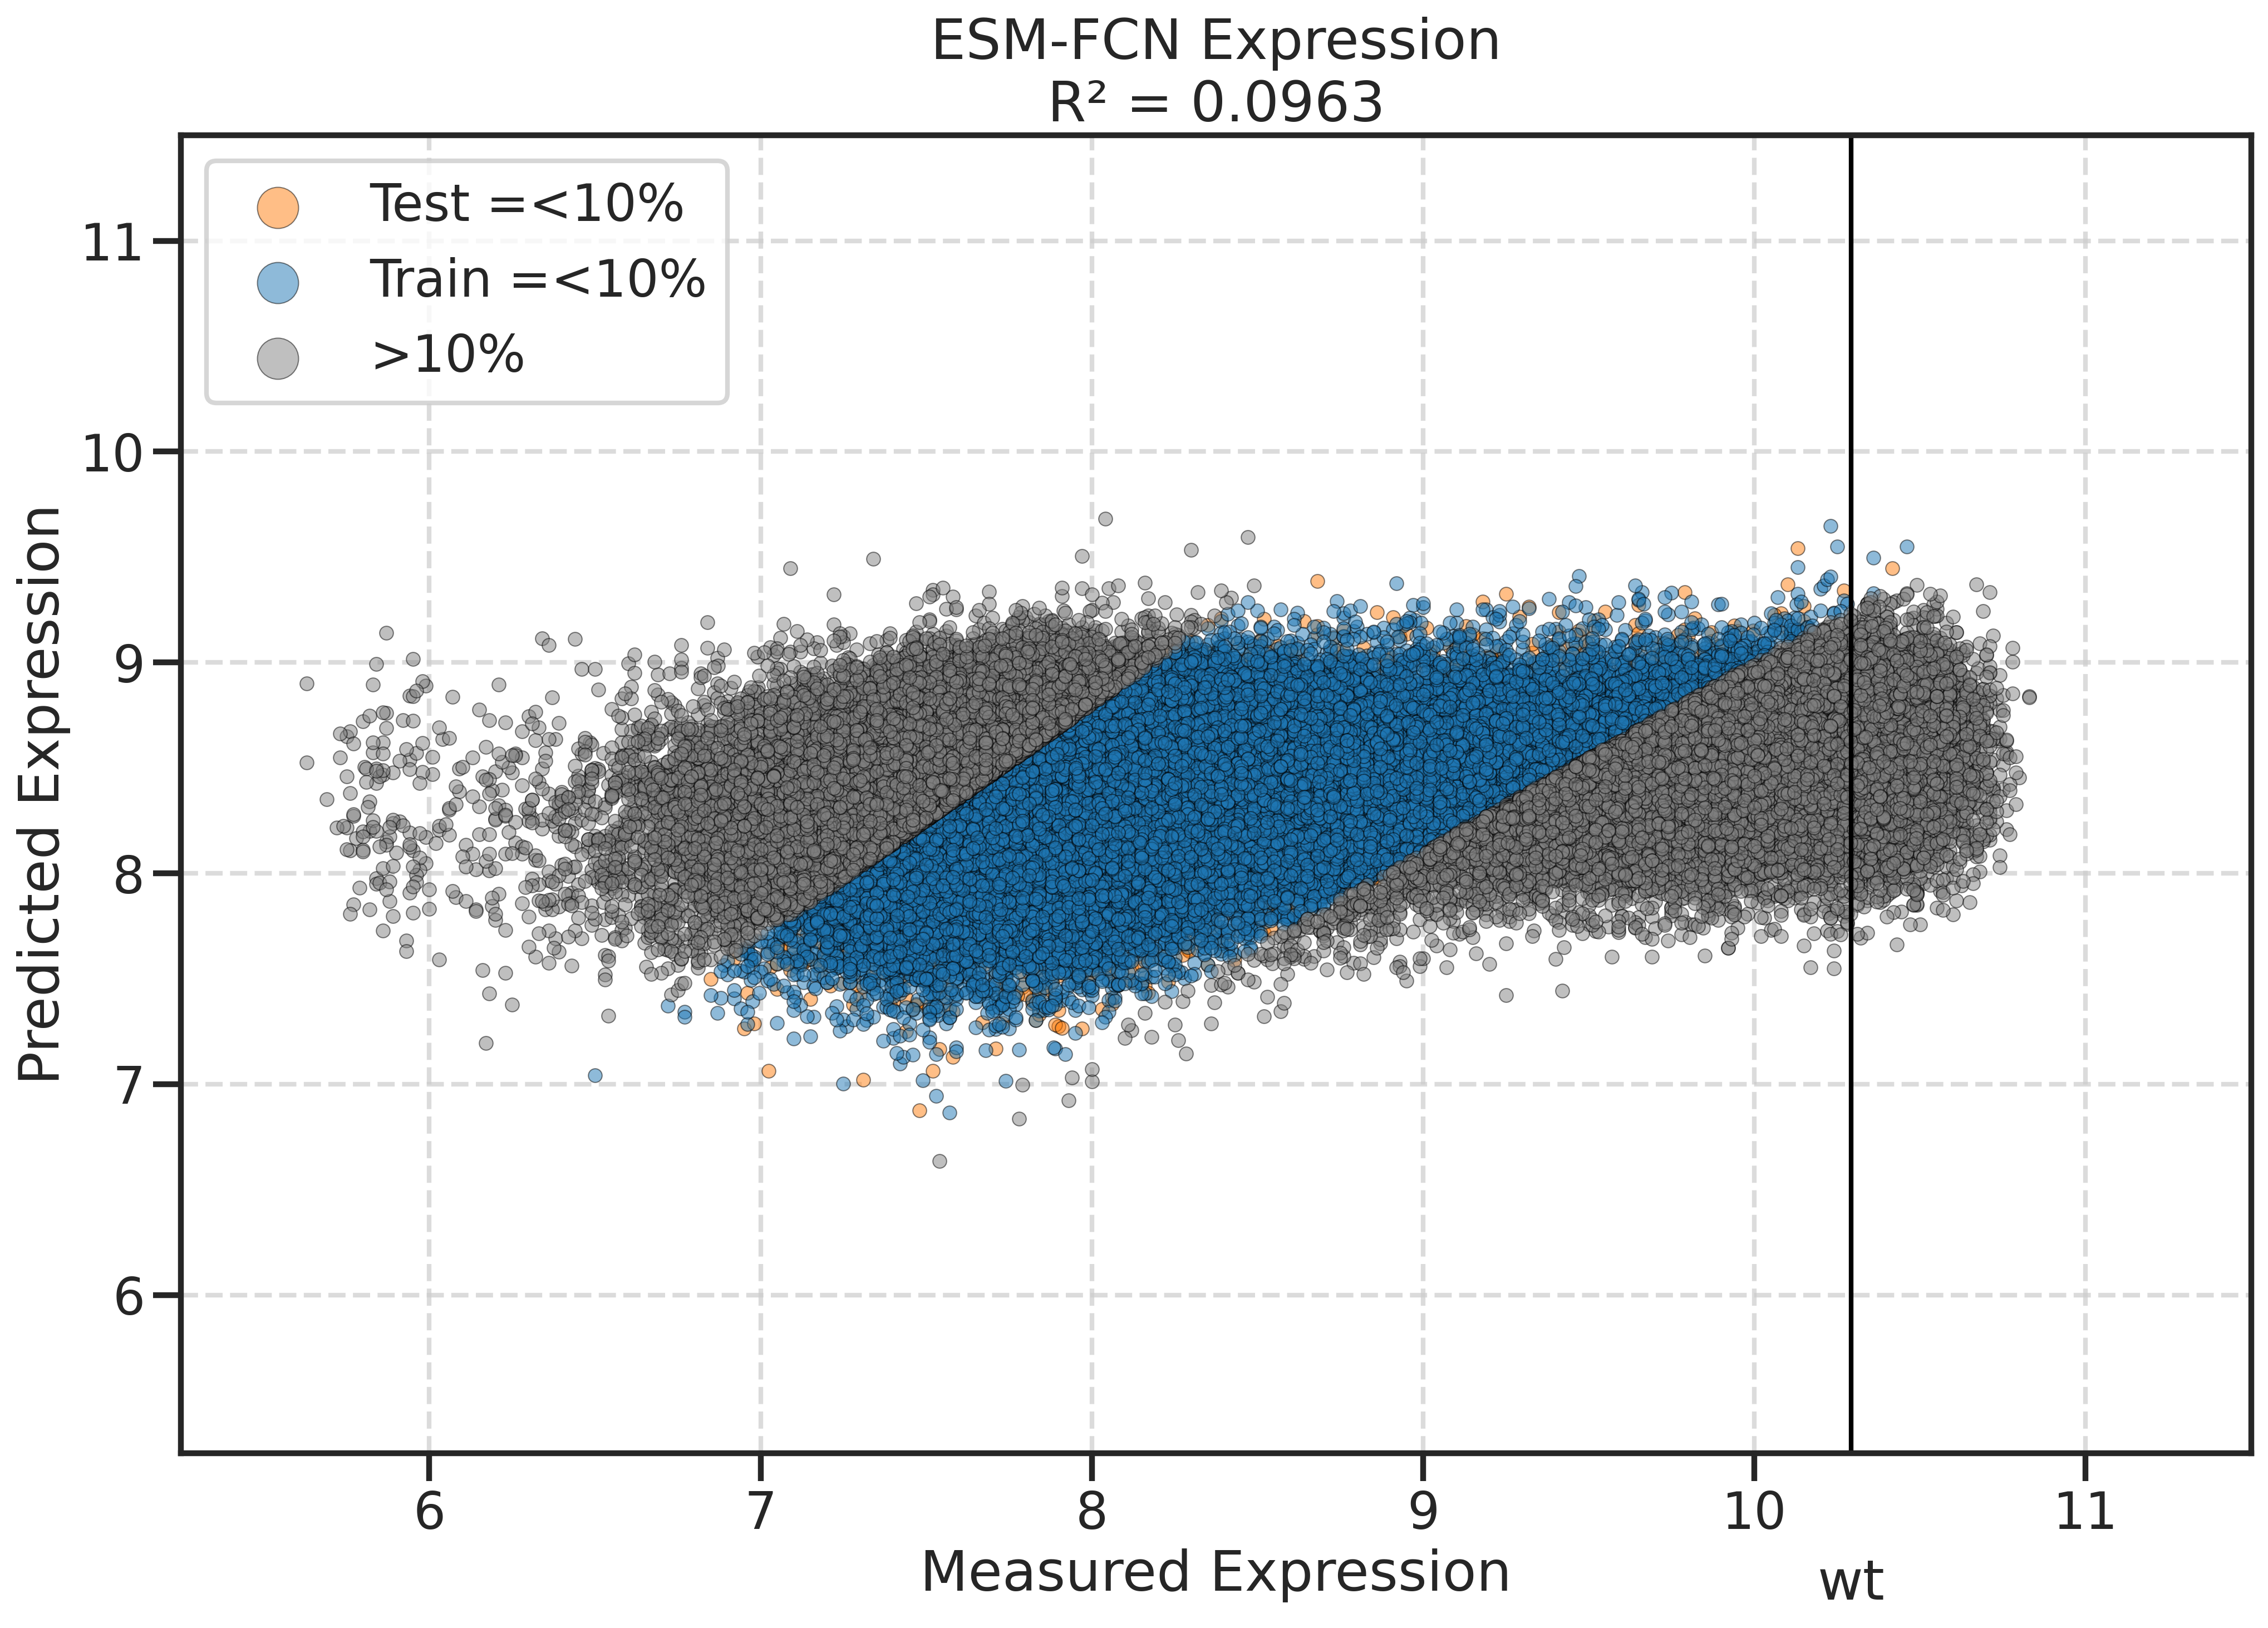 ESM-FCN Expression
R² = 0.0963
Test =<10%
Train =<10%
>10%
Predicted Expression
11
10
9
8
7
6
6
7
8
9
10
11
Measured Expression
wt